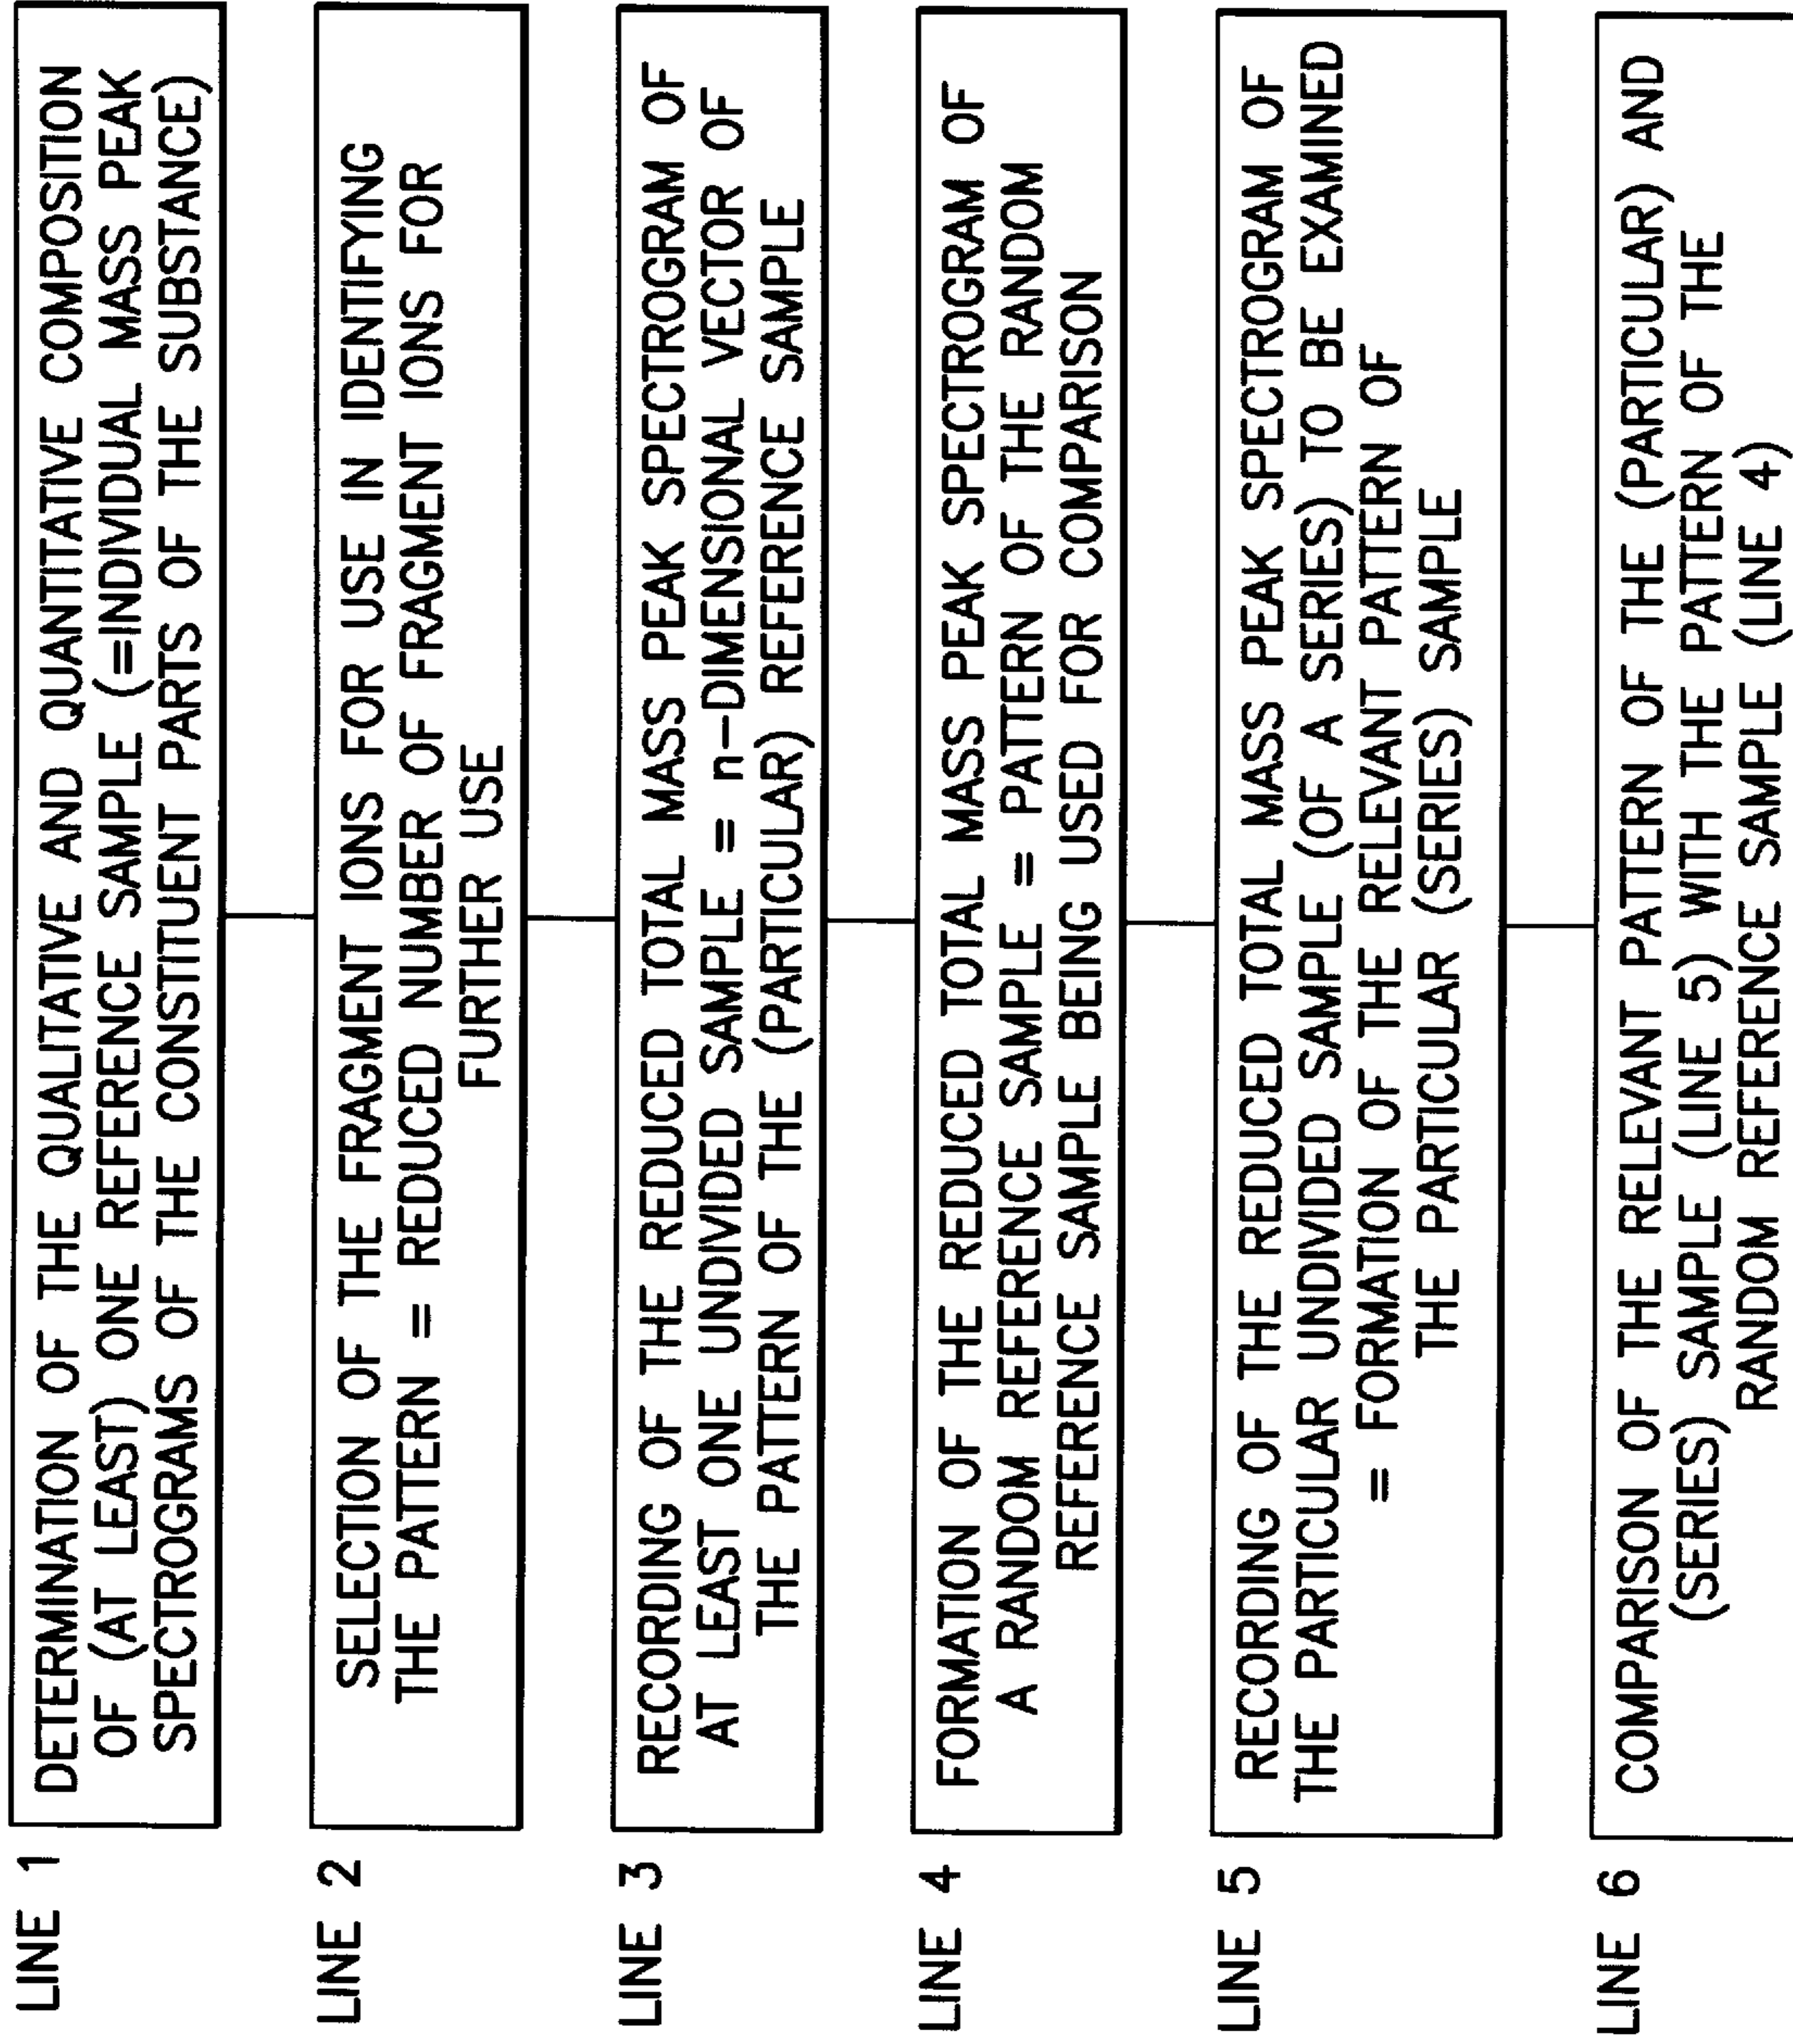 LINE 1
DETERMINATION OF THE QUALITATIVE AND QUANTITATIVE COMPOSITION
OF (AT LEAST) ONE REFERENCE SAMPLE (=INDIVIDUAL MASS PEAK
SPECTROGRAMS OF THE CONSTITUENT PARTS OF THE SUBSTANCE)
LINE 2
SELECTION OF THE FRAGMENT IONS FOR USE IN IDENTIFYING
THE PATTERN = REDUCED NUMBER OF FRAGMENT IONS FOR
FURTHER USE
LINE 3
RECORDING OF THE REDUCED TOTAL MASS PEAK SPECTROGRAM OF
AT LEAST ONE UNDIVIDED SAMPLE = n-DIMENSIONAL VECTOR OF
THE PATTERN OF THE (PARTICULAR) REFERENCE SAMPLE
LINE 4
FORMATION OF THE REDUCED TOTAL MASS PEAK SPECTROGRAM OF
A RANDOM REFERENCE SAMPLE = PATTERN OF THE RANDOM
REFERENCE SAMPLE BEING USED FOR COMPARISON
LINE 5
RECORDING OF THE REDUCED TOTAL MASS PEAK SPECTROGRAM OF
THE PARTICULAR UNDIVIDED SAMPLE (OF A SERIES) TO BE EXAMINED
= FORMATION OF THE RELEVANT PATTERN OF
THE PARTICULAR (SERIES) SAMPLE
LINE 6
COMPARISON OF THE RELEVANT PATTERN OF THE (PARTICULAR) AND
(SERIES) SAMPLE (LINE 5) WITH THE PATTERN OF THE
RANDOM REFERENCE SAMPLE (LINE 4)